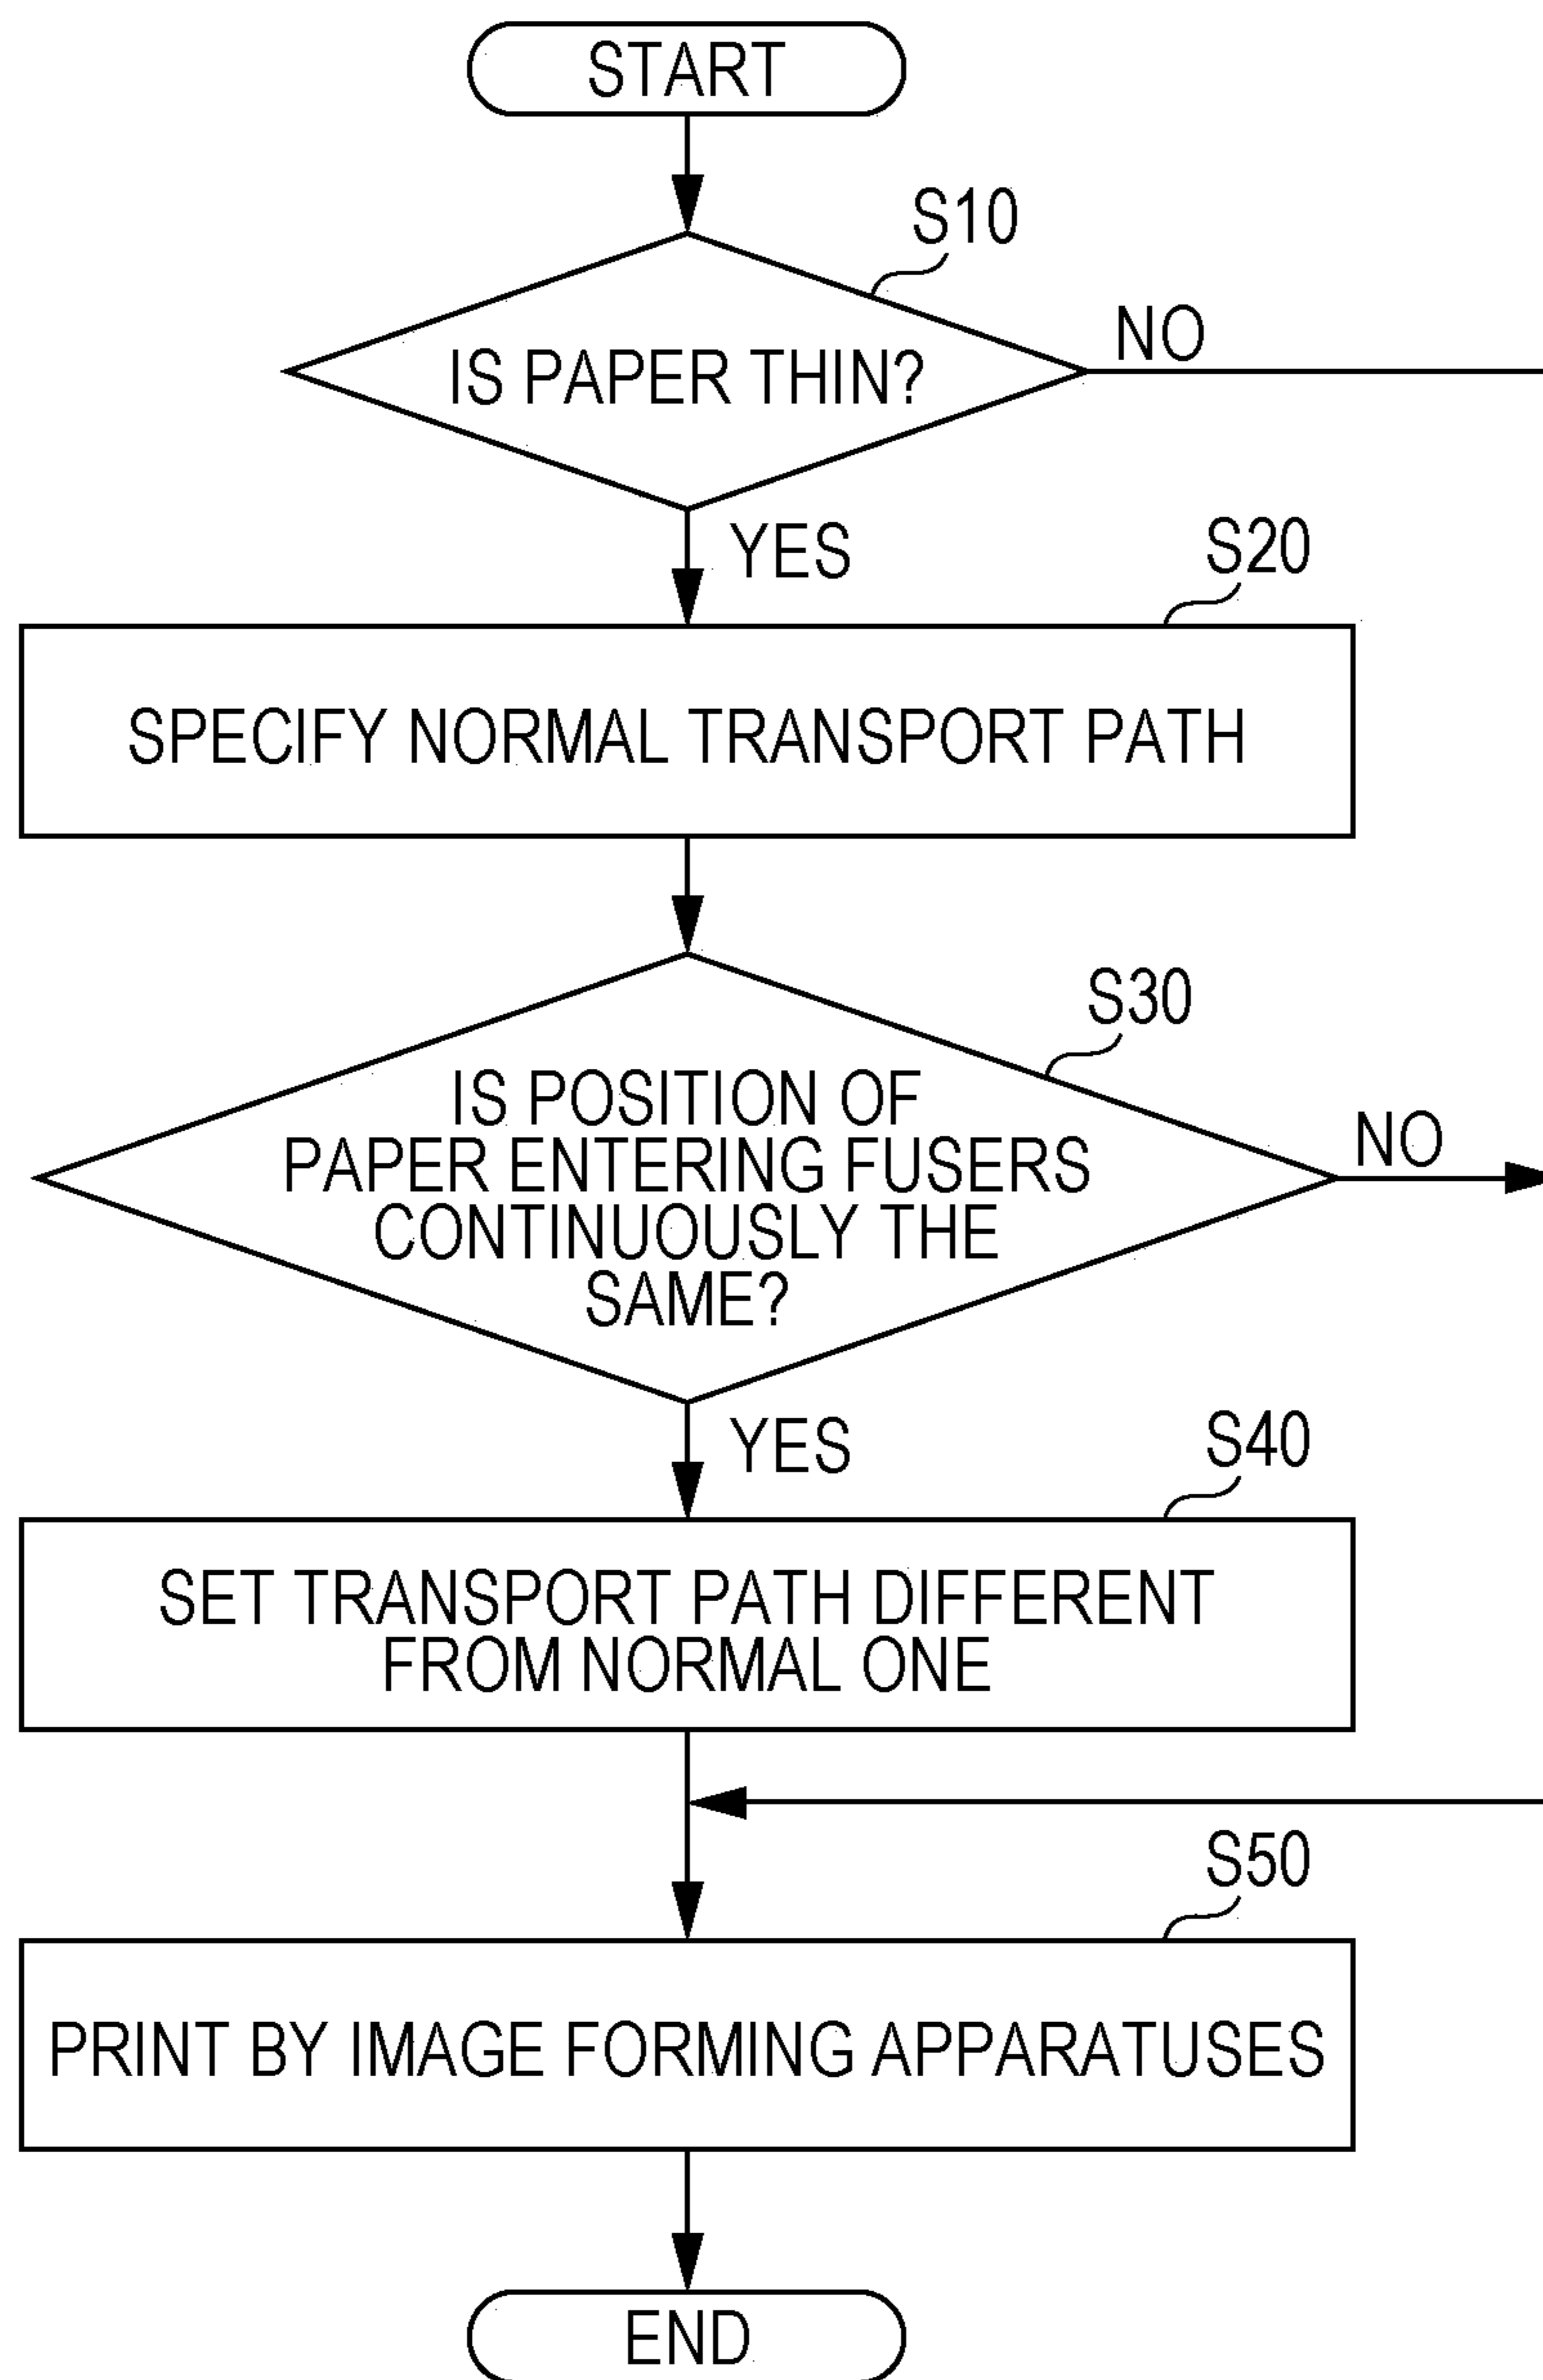 START
S10
IS PAPER THIN?
NO
YES
S20
SPECIFY NORMAL TRANSPORT PATH
S30
IS POSITION OF
PAPER ENTERING FUSERS
CONTINUOUSLY THE
SAME?
NO
YES
S40
SET TRANSPORT PATH DIFFERENT
FROM NORMAL ONE
S50
PRINT BY IMAGE FORMING APPARATUSES
END